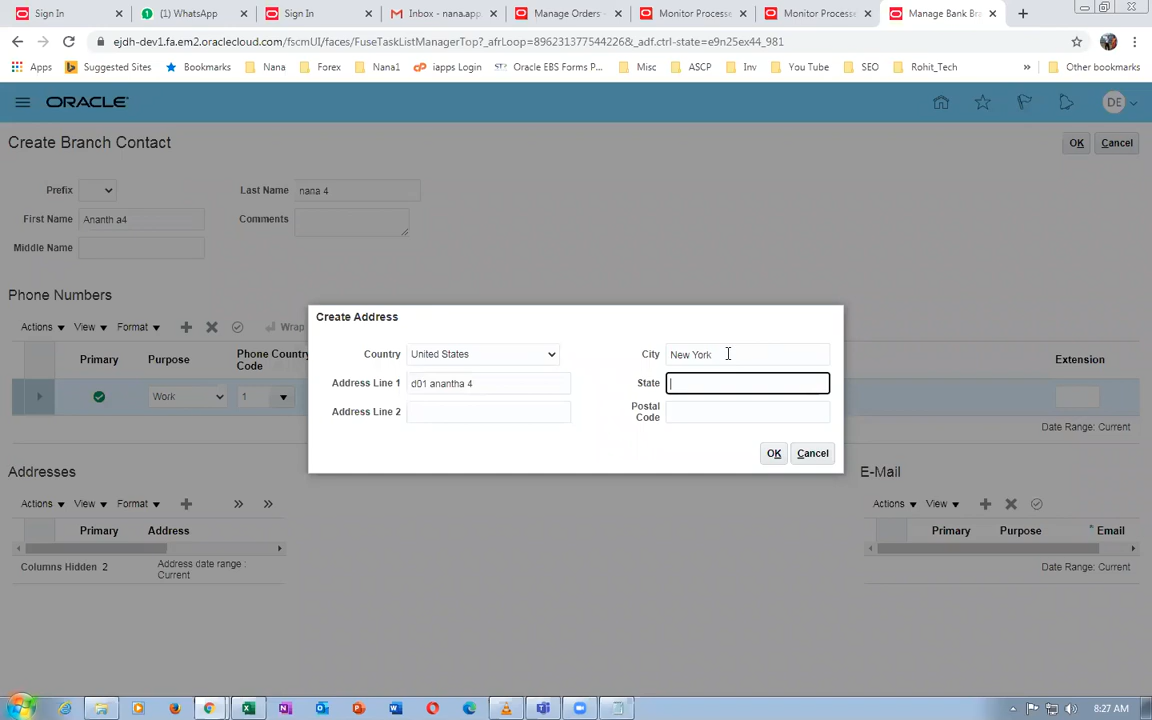 Sign In
(1) WhatsApp
Sign In
Inbox - nana.app
Manage Orders -
Monitor Processe
Monitor Processe
Manage Bank Br
ejdh-dev1.fa.em2.oraclecloud.com/fscmUI/faces/FuseTaskListManagerTop?_afrLoop=8962313775442268&_adf.ctrl-state=e9n25ex44_981
Apps
Suggested Sites
Bookmarks
Nana
Forex
Nana1
iapps Login
Oracle EBS Forms P...
Misc
ASCP
Inv
You Tube
SEO
Rohit_Tech
»
Other bookmarks
ORACLE
DE
Create Branch Contact
OK
Cancel
Prefix
Last Name
nana 4
First Name
Ananth a4
Comments
Middle Name
Phone Numbers
Actions
View
Format
Wrap
Primary
Purpose
Phone Country
Code
Extension
Work
1
Date Range: Current
Create Address
Country
United States
City
New York
Address Line 1
d01 anantha 4
State
Address Line 2
Postal
Code
OK
Cancel
Addresses
Actions
View
Format
»
»
Primary
Address
Columns Hidden 2
Address date range :
Current
E-Mail
Actions
View
Primary
Purpose
* Email
Date Range: Current
8:27 AM